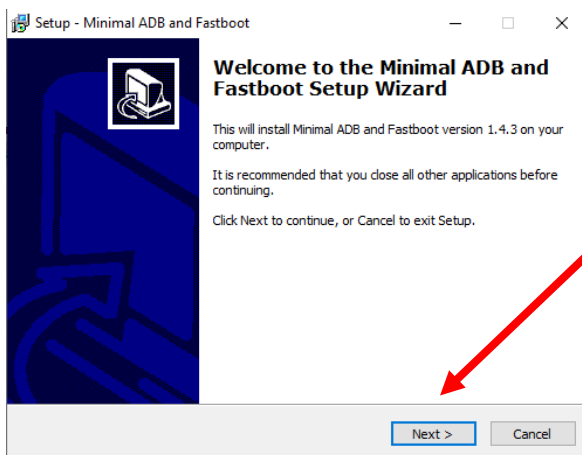 Setup - Minimal ADB and Fastboot
Welcome to the Minimal ADB and
Fastboot Setup Wizard
This will install Minimal ADB and Fastboot version 1.4.3 on your
computer.
It is recommended that you close all other applications before
continuing.
Click Next to continue, or Cancel to exit Setup.
Next >
Cancel